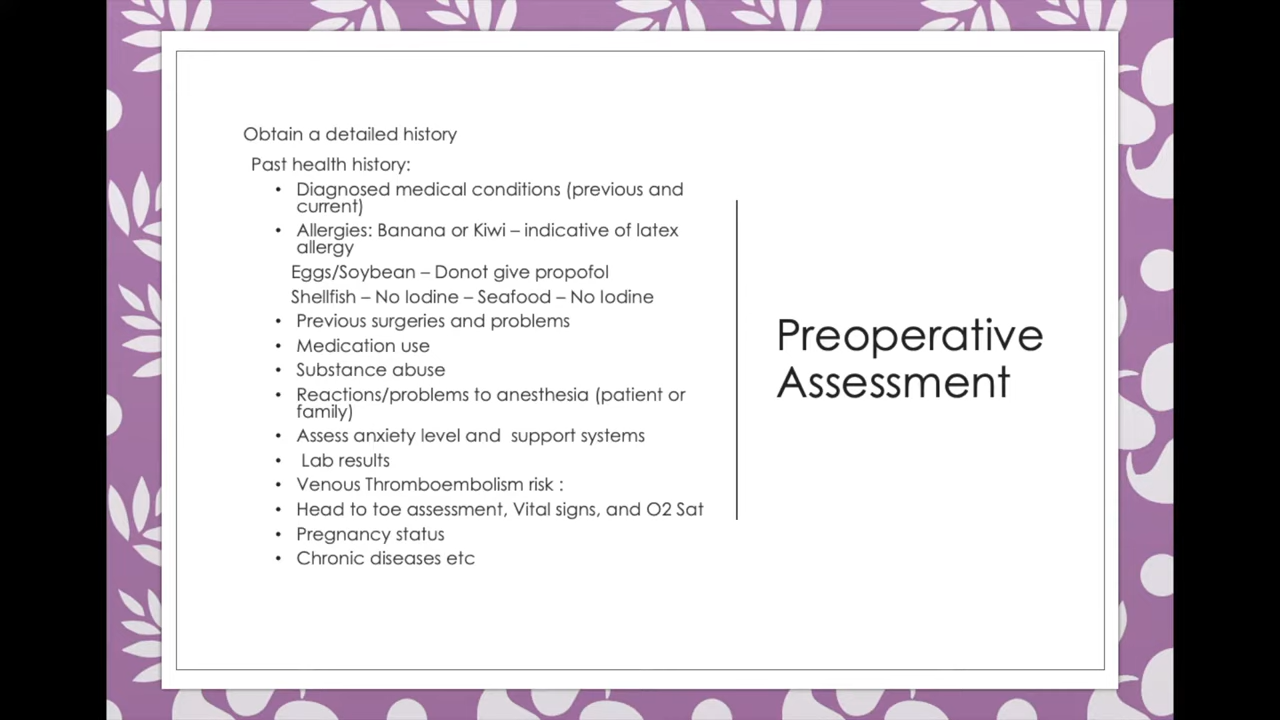 Obtain a detailed history
Past health history:
• Diagnosed medical conditions (previous and
current)
• Allergies: Banana or Kiwi – indicative of latex
allergy
Eggs/Soybean – Donot give propofol
Shellfish – No Iodine – Seafood – No Iodine
• Previous surgeries and problems
• Medication use
• Substance abuse
• Reactions/problems to anesthesia (patient or
family)
• Assess anxiety level and  support systems
•  Lab results
• Venous Thromboembolism risk :
• Head to toe assessment, Vital signs, and O2 Sat
• Pregnancy status
• Chronic diseases etc
Preoperative
Assessment